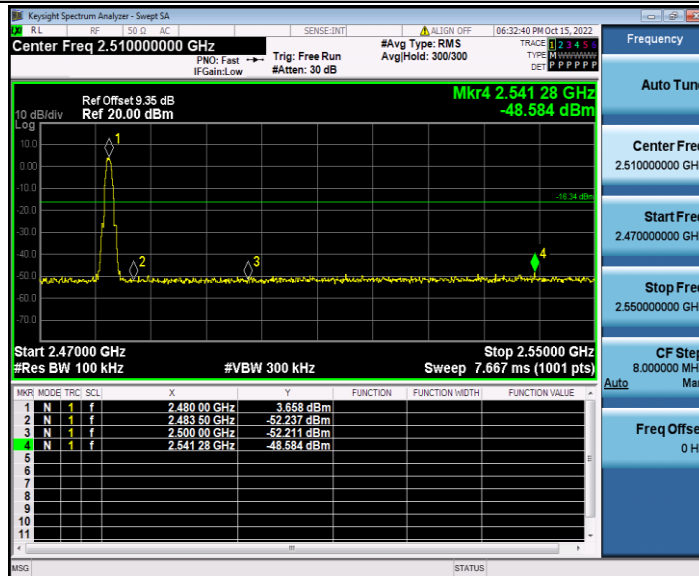 Keysight Spectrum Analyzer - Swept SA
RL RF 50 Ω AC SENSE:INT ALIGN OFF 06:32:40 PM Oct 15, 2022
Center Freq 2.510000000 GHz
#Avg Type: RMS
TRACE 1 2 3 4 5 6
PNO: Fast Trig: Free Run Avg|Hold: 300/300 TYPE M WWWWW
IFGain:Low #Atten: 30 dB DET P P P P P P
Mkr4 2.541 28 GHz
-48.584 dBm
Ref Offset 9.35 dB
10 dB/div Ref 20.00 dBm
Log
10.0
0.00
-10.0
-20.0
-30.0
-40.0
-50.0
-60.0
-70.0
1
2
3
4
-16.34 dBm
Start 2.47000 GHz Stop 2.55000 GHz
#Res BW 100 kHz #VBW 300 kHz Sweep 7.667 ms (1001 pts)
MKR MODE TRC SCL X Y FUNCTION FUNCTION WIDTH FUNCTION VALUE
1 N 1 f 2.480 00 GHz 3.658 dBm
2 N 1 f 2.483 50 GHz -52.237 dBm
3 N 1 f 2.500 00 GHz -52.211 dBm
4 N 1 f 2.541 28 GHz -48.584 dBm
5
6
7
8
9
10
11
MSG STATUS
Frequency
Auto Tun
Center Fre
2.510000000 GH
Start Fre
2.470000000 GH
Stop Fre
2.550000000 GH
CF Step
8.000000 MH
Auto Ma
Freq Offse
0 H